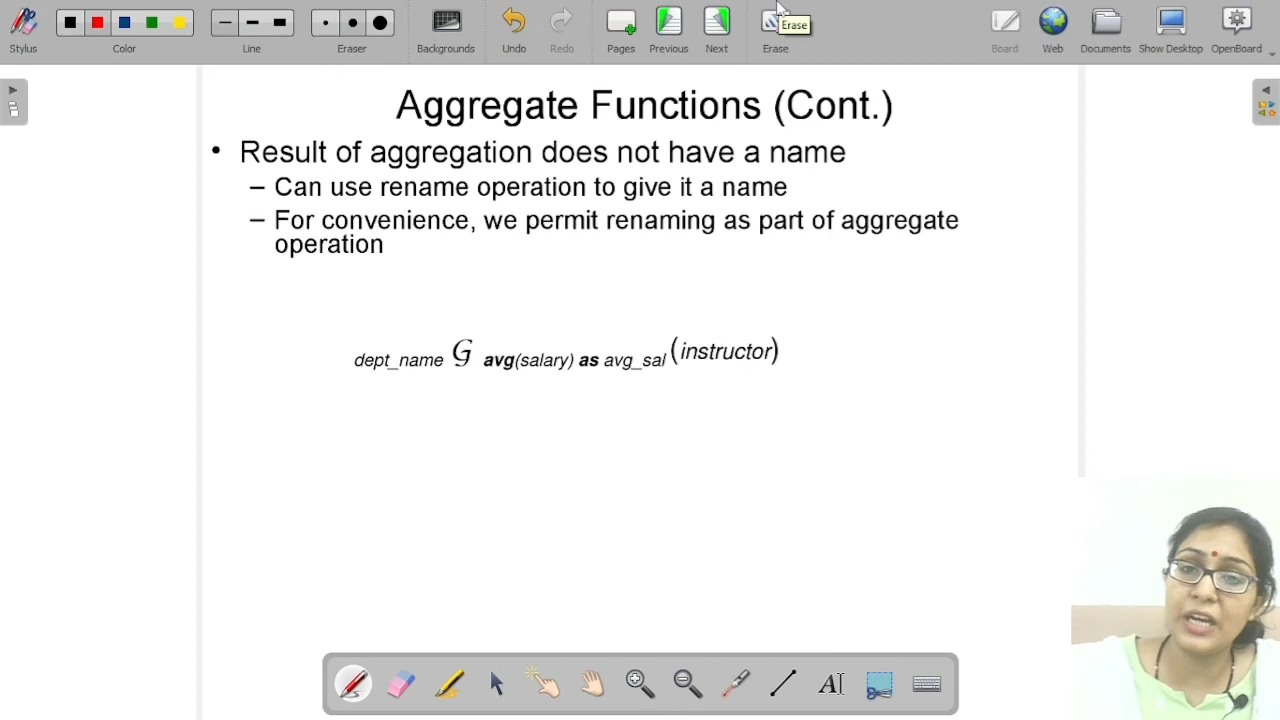 Stylus
Color
Line
Eraser
Backgrounds
Undo
Redo
Pages
Previous
Next
Erase
Erase
Board
Web
Documents
Show Desktop
OpenBoard
Aggregate Functions (Cont.)
• Result of aggregation does not have a name
– Can use rename operation to give it a name
– For convenience, we permit renaming as part of aggregate
operation
dept_name G avg(salary) as avg_sal (instructor)
AI